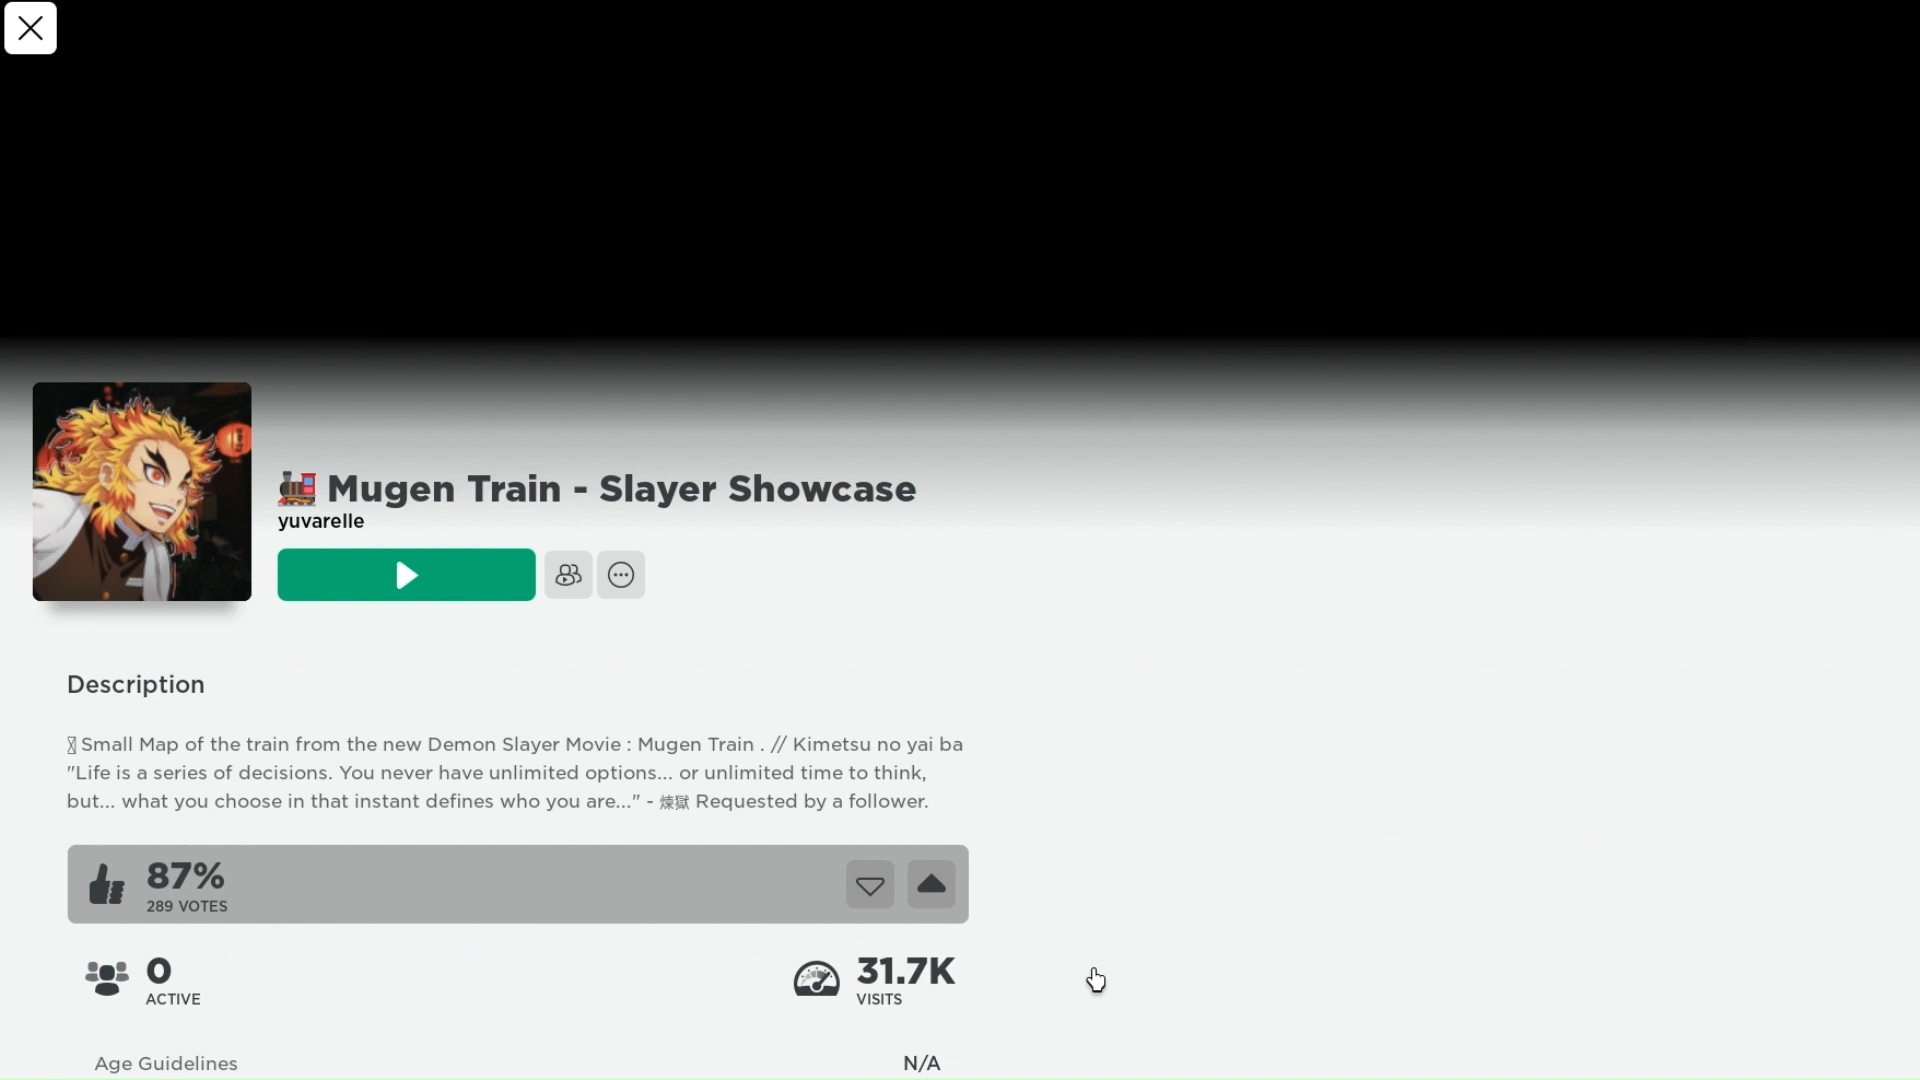 Mugen Train - Slayer Showcase
yuvarelle
Description
Small Map of the train from the new Demon Slayer Movie : Mugen Train . // Kimetsu no yai ba
"Life is a series of decisions. You never have unlimited options... or unlimited time to think,
but... what you choose in that instant defines who you are..." - 煉獄 Requested by a follower.
87%
289 VOTES
0
ACTIVE
31.7K
VISITS
Age Guidelines
N/A